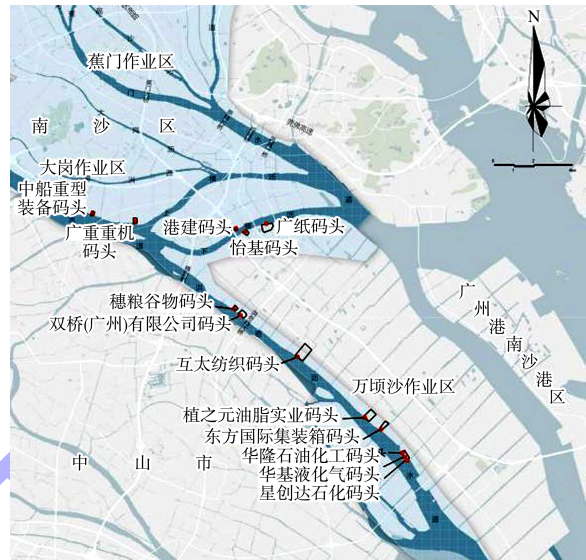 N
蕉门作业区
南沙区
大岗作业区
中船重型
装备码头
广重重机
码头
港建码头
广纸码头
怡基码头
穗粮谷物码头
双桥(广州)有限公司码头
互太纺织码头
广州港南沙港区
万顷沙作业区
植之元油脂实业码头
东方国际集装箱码头
华隆石油化工码头
华基液化气码头
星创达石化码头
中山市